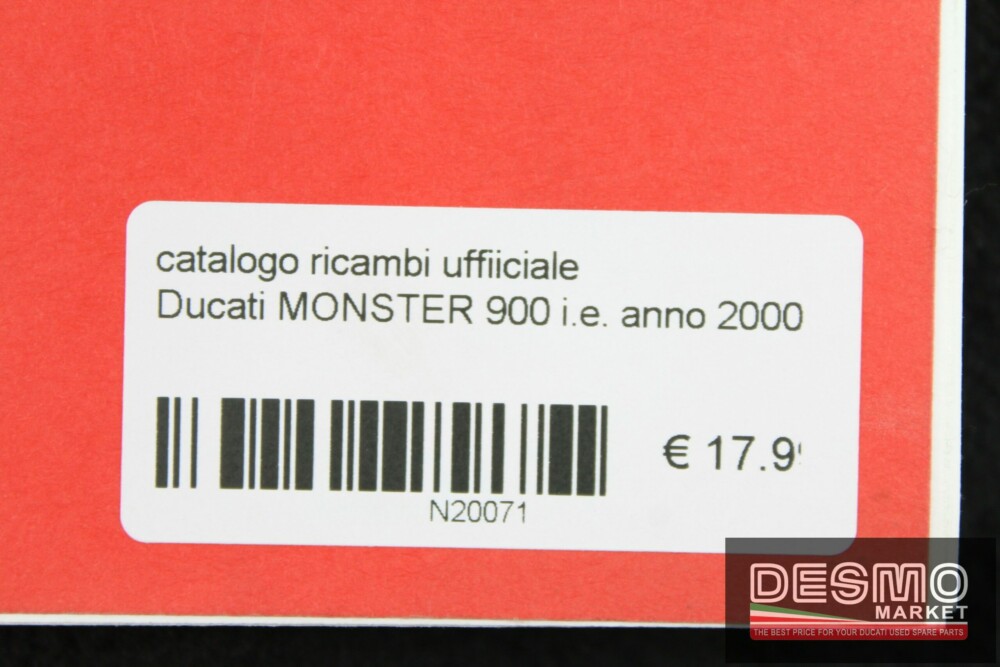 catalogo ricambi uffiiciale
Ducati MONSTER 900 i.e. anno 2000
€ 17.9
N20071
DESMO
MARKET
THE BEST PRICE FOR YOUR DUCATI USED SPARE PARTS